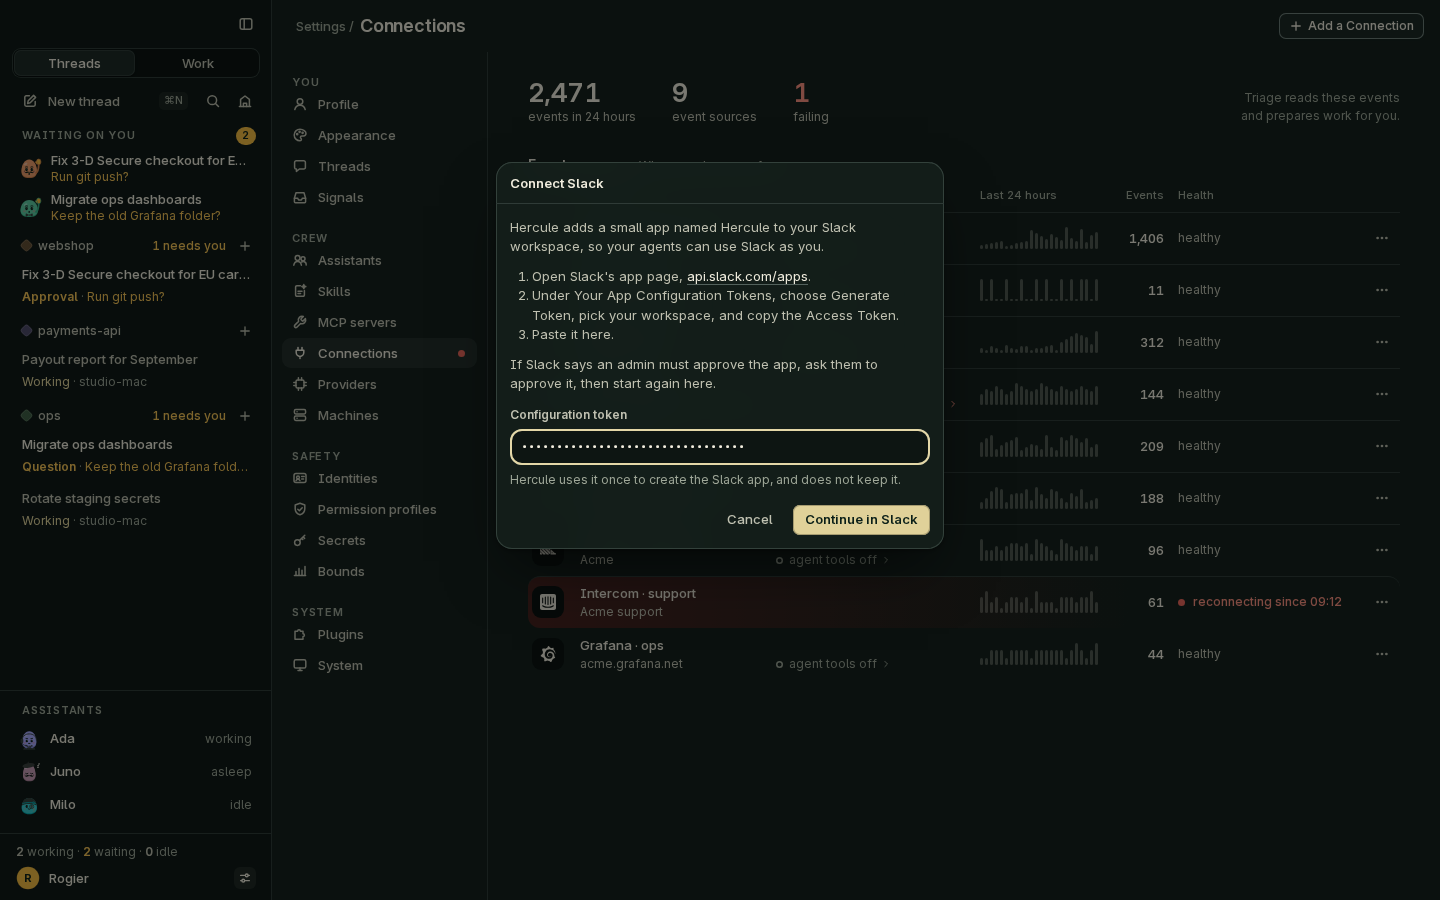 Threads
Work
New thread
⌘N
WAITING ON YOU
2
Fix 3-D Secure checkout for E...
Run git push?
Migrate ops dashboards
Keep the old Grafana folder?
webshop
1 needs you
Fix 3-D Secure checkout for EU car...
Approval · Run git push?
payments-api
Payout report for September
Working · studio-mac
ops
1 needs you
Migrate ops dashboards
Question · Keep the old Grafana fold...
Rotate staging secrets
Working · studio-mac
ASSISTANTS
Ada
working
Juno
asleep
Milo
idle
2 working · 2 waiting · 0 idle
R
Rogier
Settings / Connections
Add a Connection
YOU
Profile
Appearance
Threads
Signals
CREW
Assistants
Skills
MCP servers
Connections
Providers
Machines
SAFETY
Identities
Permission profiles
Secrets
Bounds
SYSTEM
Plugins
System
2,471
events in 24 hours
9
event sources
1
failing
Triage reads these events
and prepares work for you.
Connect Slack
Hercule adds a small app named Hercule to your Slack
workspace, so your agents can use Slack as you.
1. Open Slack's app page, api.slack.com/apps.
2. Under Your App Configuration Tokens, choose Generate
Token, pick your workspace, and copy the Access Token.
3. Paste it here.
If Slack says an admin must approve the app, ask them to
approve it, then start again here.
Configuration token
Hercule uses it once to create the Slack app, and does not keep it.
Cancel
Continue in Slack
Last 24 hours
Events
Health
1,406
healthy
11
healthy
312
healthy
144
healthy
209
healthy
188
healthy
Acme
agent tools off
96
healthy
Intercom · support
Acme support
61
reconnecting since 09:12
Grafana · ops
acme.grafana.net
agent tools off
44
healthy